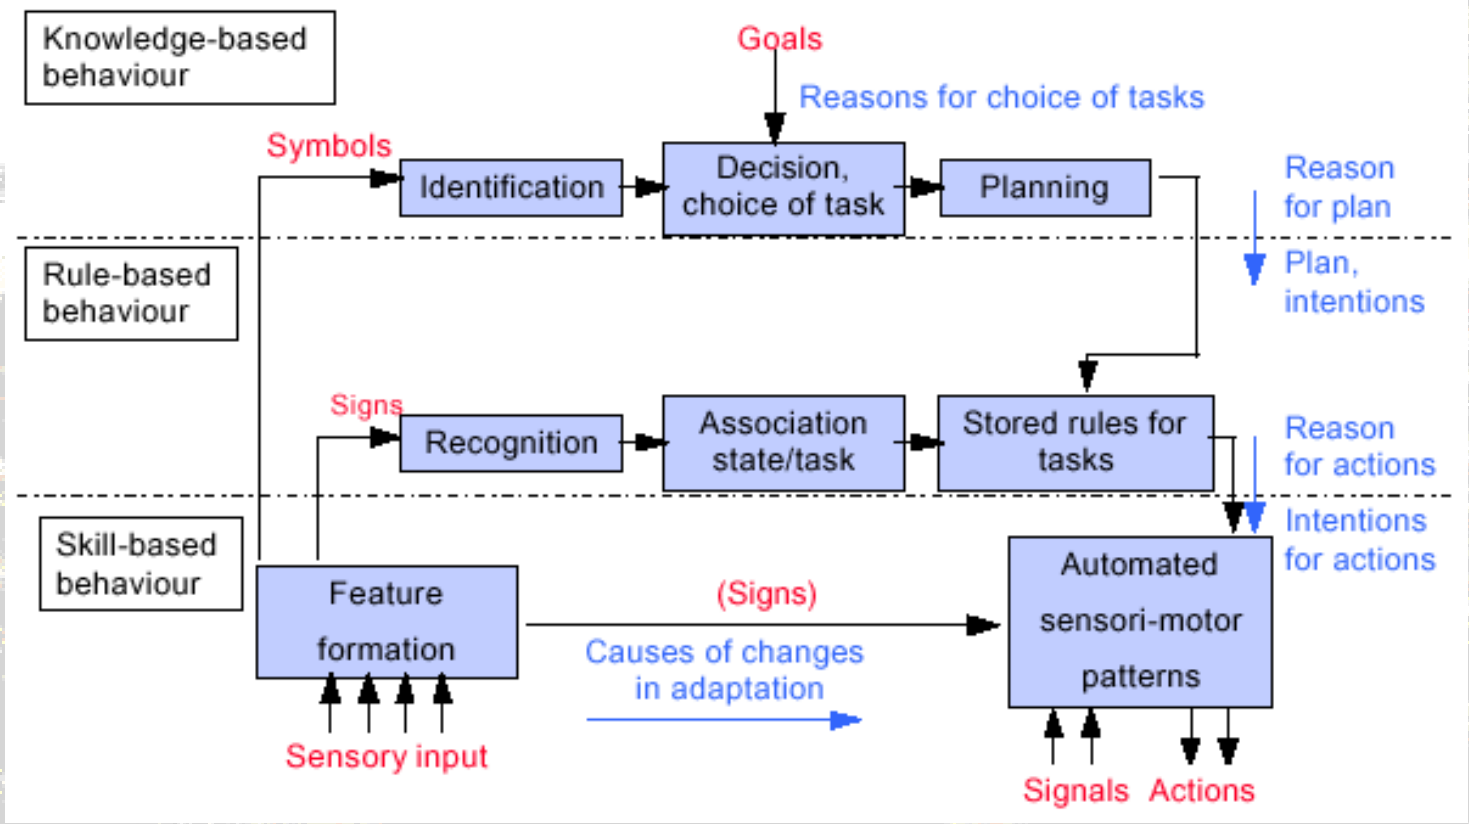 Knowledge-based
behaviour
Goals
Reasons for choice of tasks
Symbols
Identification
Decision,
choice of task
Planning
Reason
for plan
Rule-based
behaviour
Plan,
intentions
Signs
Recognition
Association
state/task
Stored rules for
tasks
Reason
for actions
Skill-based
behaviour
Intentions
for actions
Feature
formation
(Signs)
Causes of changes
in adaptation
Automated
sensori-motor
patterns
Sensory input
Signals
Actions